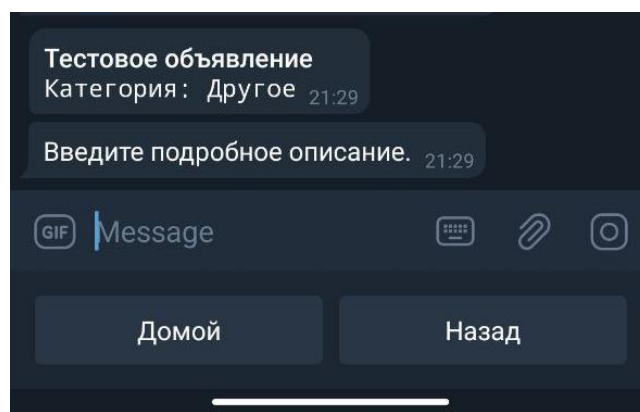 Тестовое объявление
Категория: Другое 21:29
Введите подробное описание. 21:29
GIF Message
Домой Назад